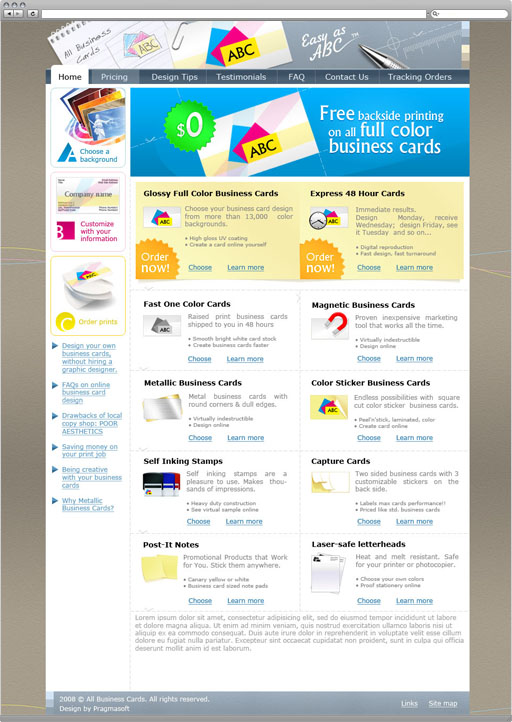 All Business
Cards
ABC
ABC
Easy as
ABC™
Home
Pricing
Design Tips
Testimonials
FAQ
Contact Us
Tracking Orders
A Choose a
background
Company name
B Customize
with your
information
C Order prints
Design your own
business cards,
without hiring a
graphic designer.
FAQs on online
business card
design
Drawbacks of local
copy shop: POOR
AESTHETICS
Saving money on
your print job
Being creative
with your business
cards
Why Metallic
Business Cards?
$0
ABC
Free backside printing
on all full color
business cards
Glossy Full Color Business Cards
ABC
Choose your business card design
from more than 13,000 color
backgrounds.
• High gloss UV coating
• Create a card online yourself
Order
now!
Choose
Learn more
Express 48 Hour Cards
ABC
Immediate results.
Design Monday, receive
Wednesday; design Friday, see
it Tuesday and so on...
• Digital reproduction
• Fast design, fast turnaround
Order
now!
Choose
Learn more
Fast One Color Cards
ABC
Raised print business cards
shipped to you in 48 hours
• Smooth bright white card stock
• Create business cards faster
Choose
Learn more
Magnetic Business Cards
Proven inexpensive marketing
tool that works all the time.
• Virtually indestructible
• Design online
Choose
Learn more
Metallic Business Cards
Metal business cards with
round corners & dull edges.
• Virtually indestructible
• Design online
Choose
Learn more
Color Sticker Business Cards
ABC
Endless possibilities with square
cut color sticker business cards.
• Peel'n'stick, laminated, color
• Create card online
Choose
Learn more
Self Inking Stamps
Self inking stamps are a
pleasure to use. Makes thou-
sands of impressions.
• Heavy duty construction
• See virtual sample online
Choose
Learn more
Capture Cards
Two sided business cards with 3
customizable stickers on the
back side.
• Labels mas cards performance!!
• Priced like std. business cards
Choose
Learn more
Post-It Notes
Promotional Products that Work
for You. Stick them anywhere.
• Canary yellow or white
• Business card sized note pads
Choose
Learn more
Laser-safe letterheads
Heat and melt resistant. Safe
for your printer or photocopier.
• Choose your own colors
• Proof stationery online
Choose
Learn more
Lorem ipsum dolor sit amet, consectetur adipisicing elit, sed do eiusmod tempor incididunt ut labore
et dolore magna aliqua. Ut enim ad minim veniam, quis nostrud exercitation ullamco laboris nisi ut
aliquip ex ea commodo consequat. Duis aute irure dolor in reprehenderit in voluptate velit esse cillum
dolore eu fugiat nulla pariatur. Excepteur sint occaecat cupidatat non proident, sunt in culpa qui officia
deserunt mollit anim id est laborum.
2008 © All Business Cards. All rights reserved.
Design by Pragmasoft
Links
Site map